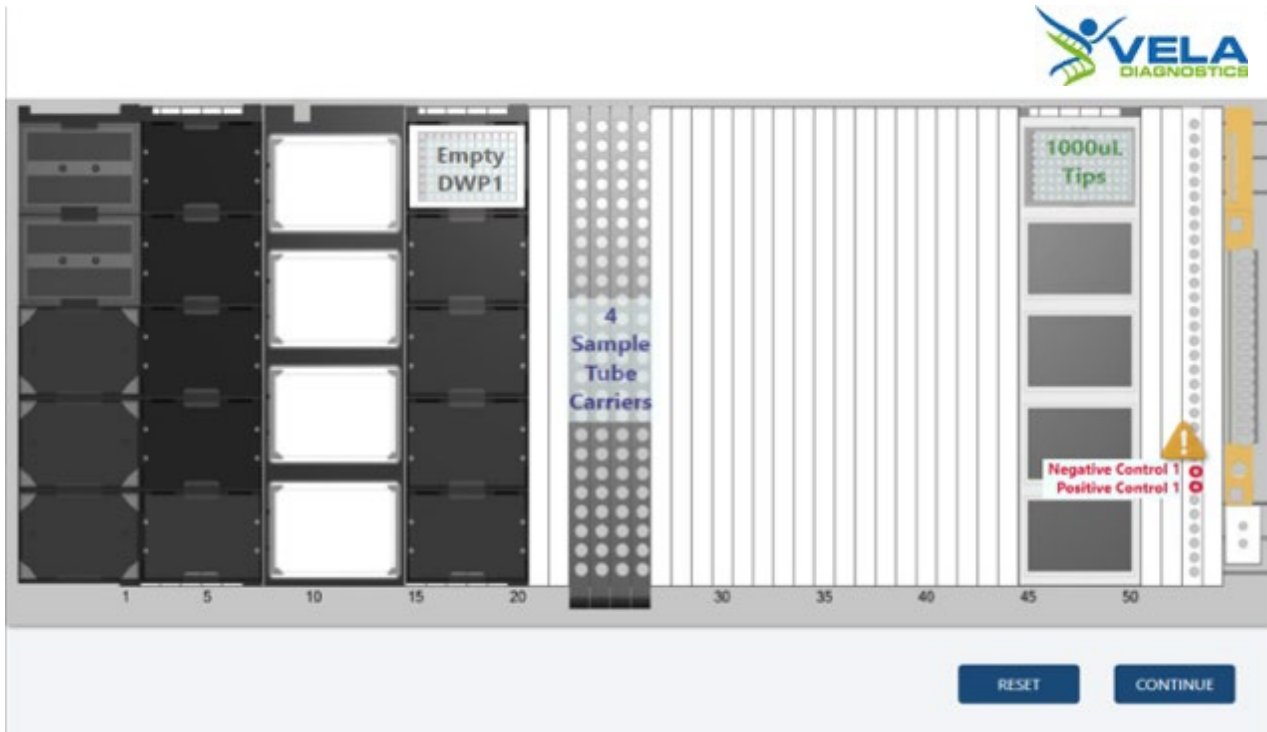 VELA
DIAGNOSTICS
Empty
DWP1
1000uL
Tips
4
Sample
Tube
Carriers
Negative Control 1
Positive Control 1
1 5 10 15 20 30 35 40 45 50
RESET CONTINUE